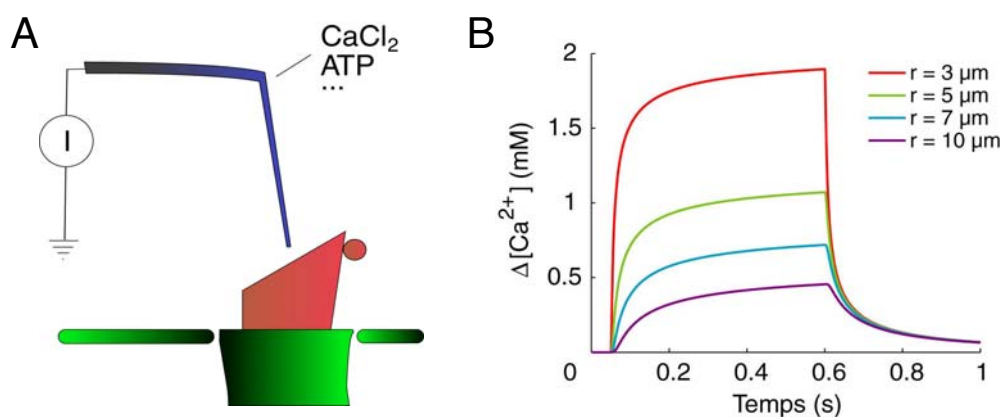 A
CaCl₂
ATP
...
I
B
Δ[Ca²⁺] (mM)
2
1.5
1
0.5
0
0.2
0.4
0.6
0.8
1
Temps (s)
r = 3 µm
r = 5 µm
r = 7 µm
r = 10 µm